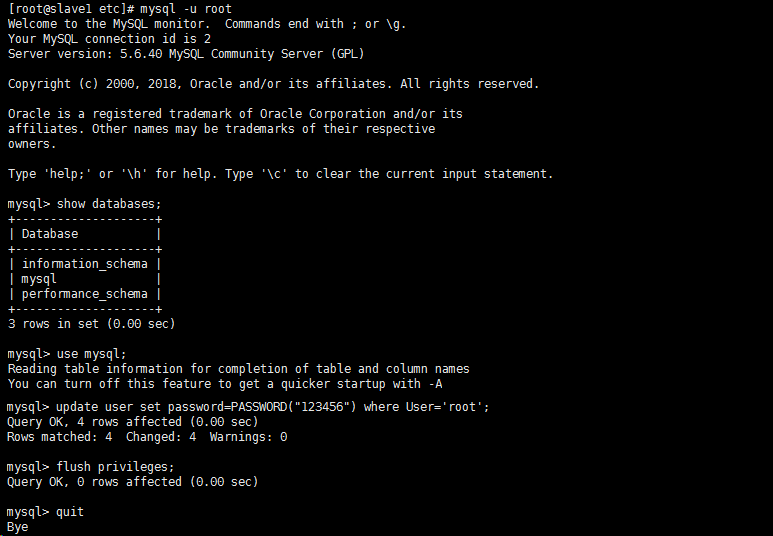 [root@slave1 etc]# mysql -u root
Welcome to the MySQL monitor.  Commands end with ; or \g.
Your MySQL connection id is 2
Server version: 5.6.40 MySQL Community Server (GPL)
Copyright (c) 2000, 2018, Oracle and/or its affiliates. All rights reserved.
Oracle is a registered trademark of Oracle Corporation and/or its
affiliates. Other names may be trademarks of their respective
owners.
Type 'help;' or '\h' for help. Type '\c' to clear the current input statement.
mysql> show databases;
+--------------------+
| Database           |
+--------------------+
| information_schema |
| mysql              |
| performance_schema |
+--------------------+
3 rows in set (0.00 sec)
mysql> use mysql;
Reading table information for completion of table and column names
You can turn off this feature to get a quicker startup with -A
mysql> update user set password=PASSWORD("123456") where User='root';
Query OK, 4 rows affected (0.00 sec)
Rows matched: 4  Changed: 4  Warnings: 0
mysql> flush privileges;
Query OK, 0 rows affected (0.00 sec)
mysql> quit
Bye